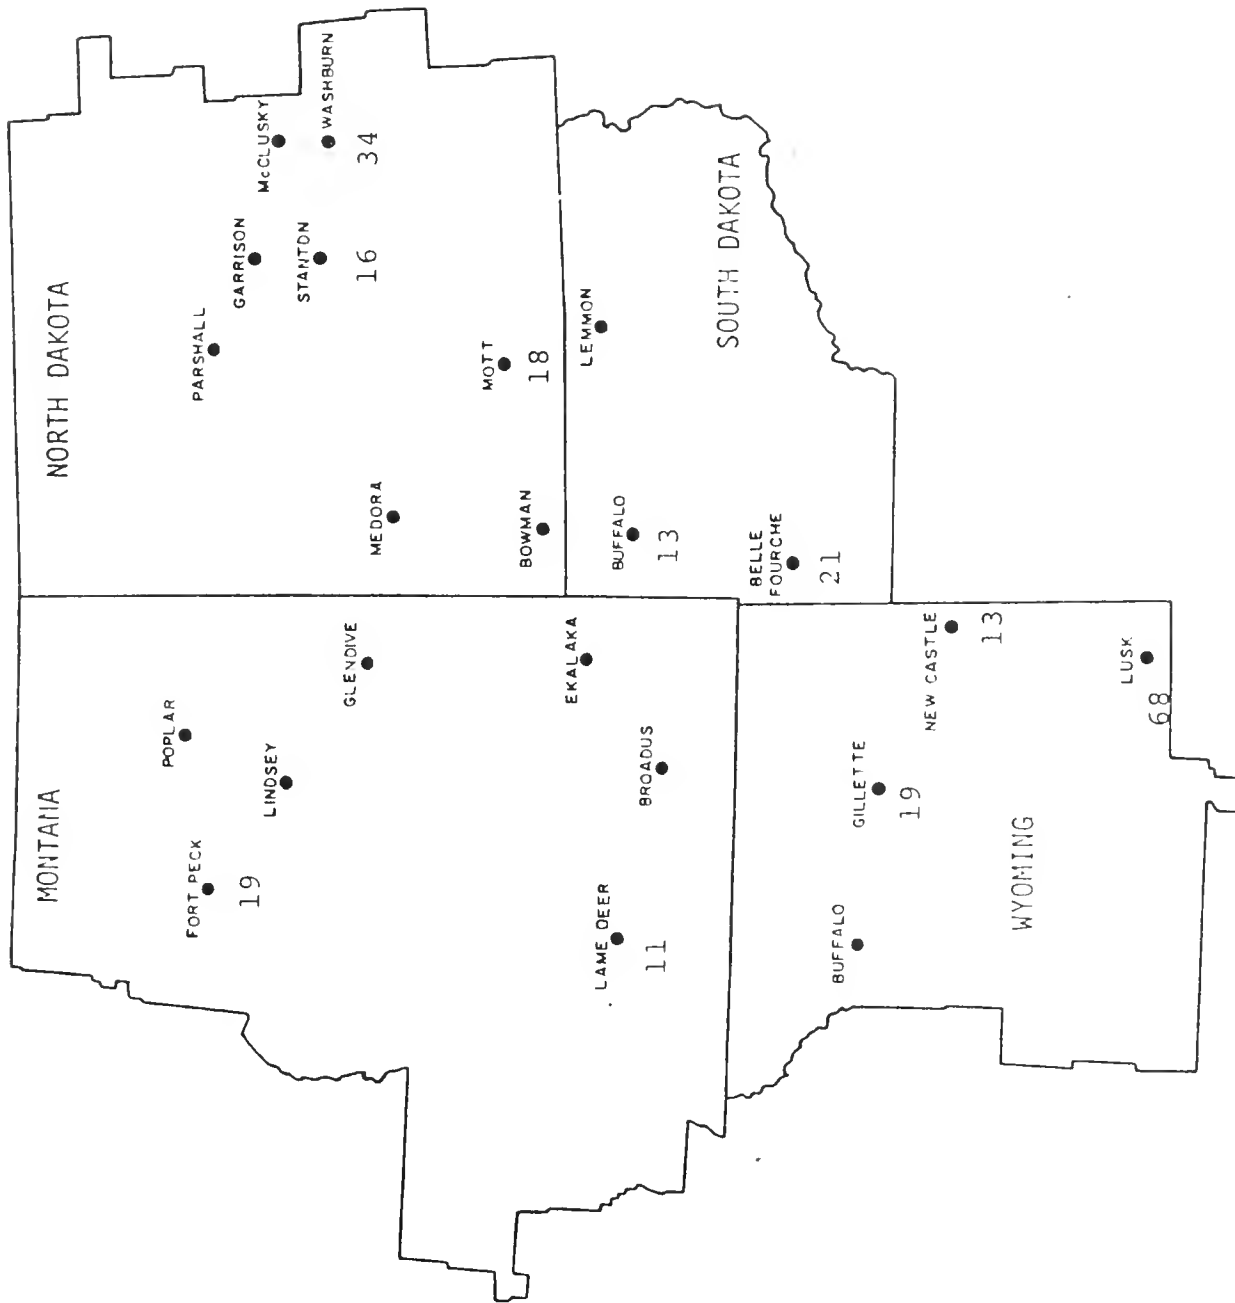 MONTANA
POPLAR
FORT PECK
19
LINDSEY
GLENDIVE
EKALAKA
BROADUS
LAME DEER
11
NORTH DAKOTA
PARSHALL
GARRISON
McCLUSKY
STANTON
16
WASHBURN
34
MEDORA
MOTT
18
BOWMAN
SOUTH DAKOTA
LEMMON
BUFFALO
13
BELLE
FOURCHE
21
WYOMING
BUFFALO
GILLETTE
19
NEW CASTLE
13
LUSK
68